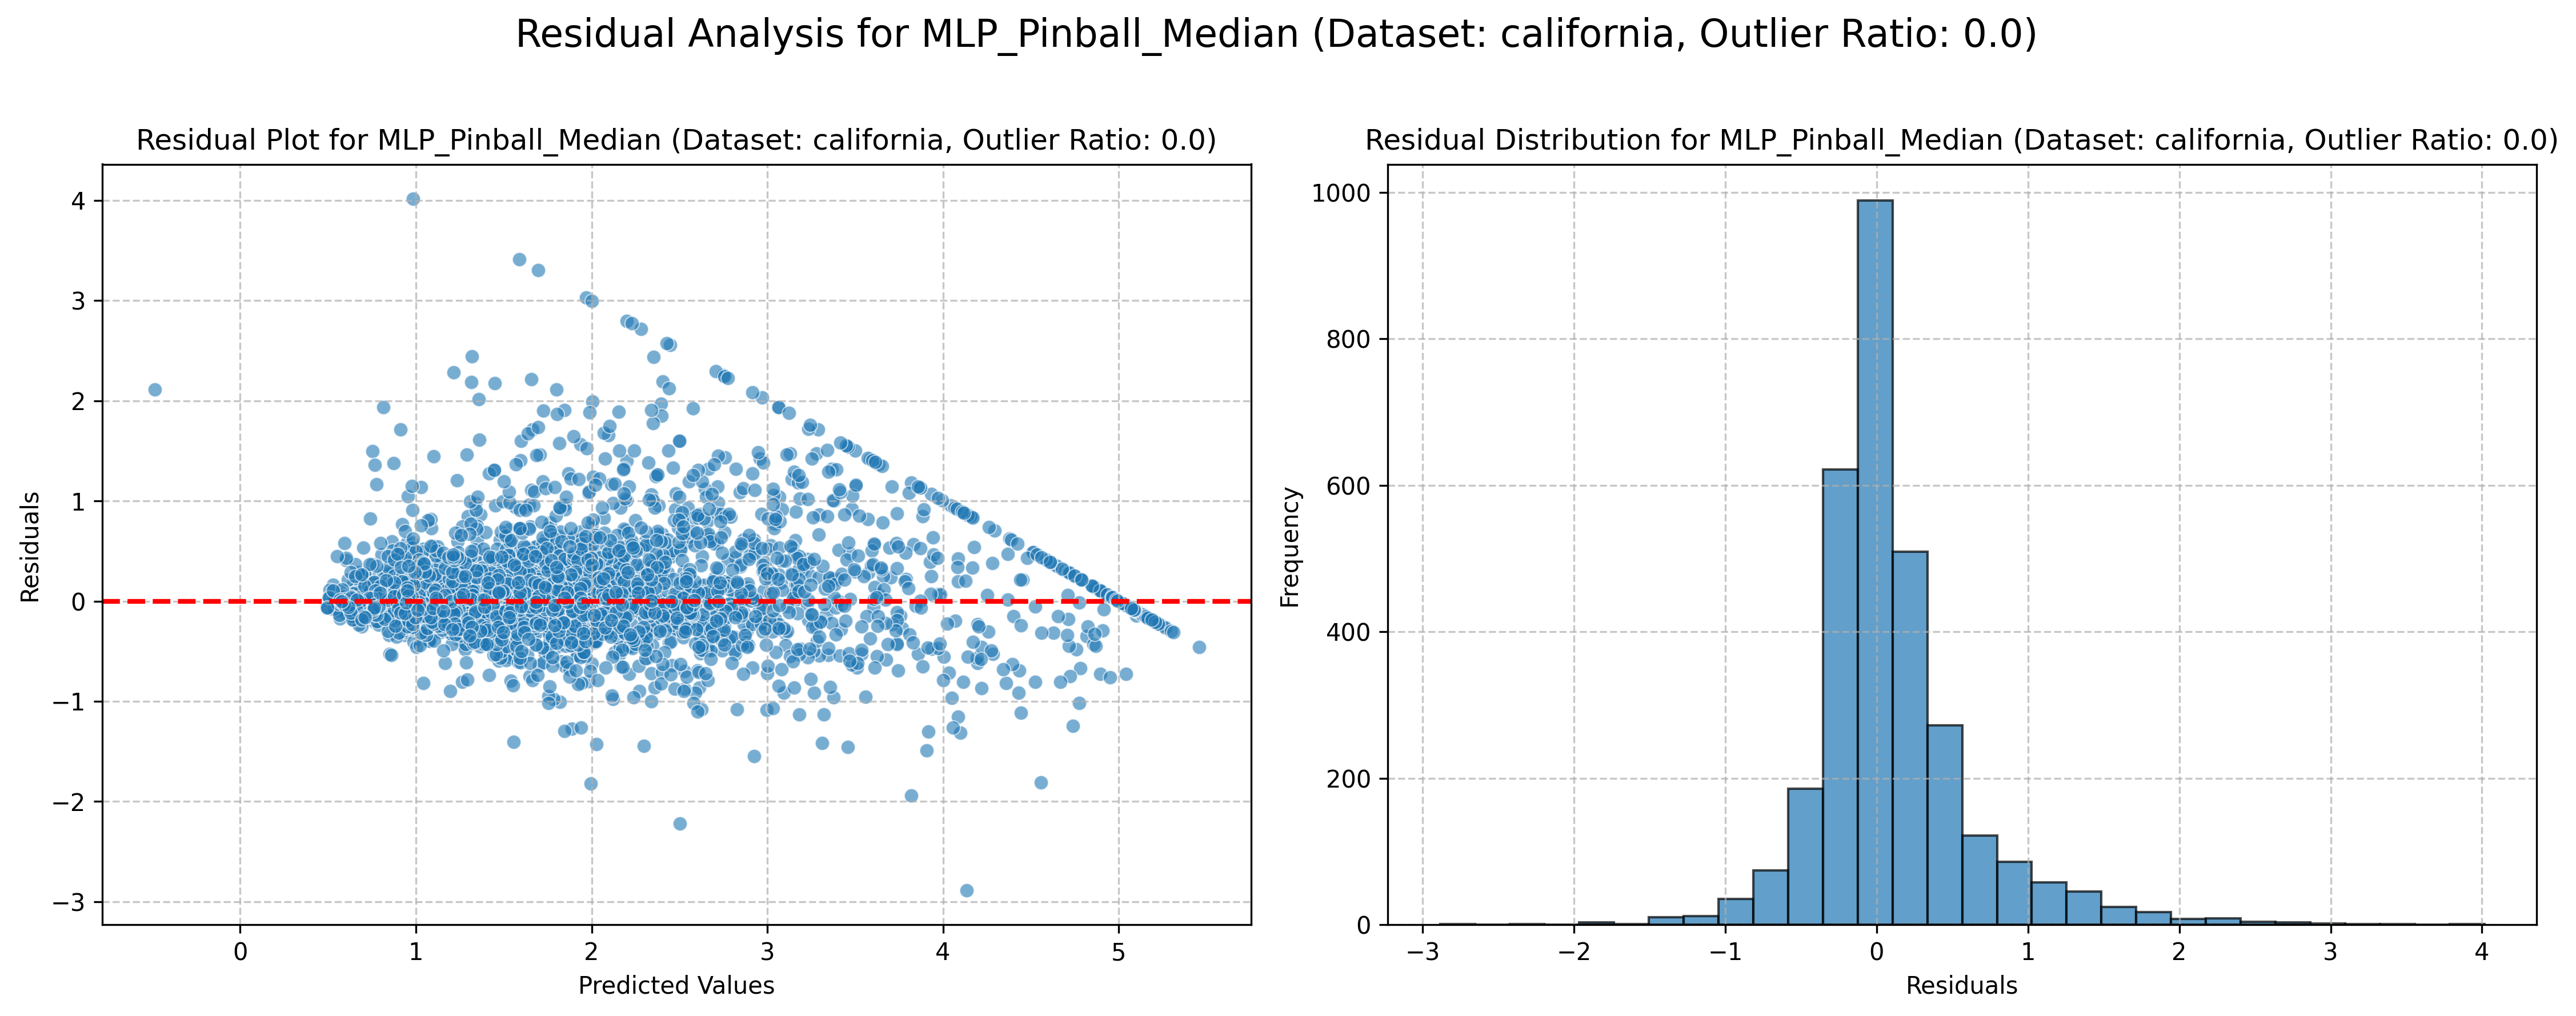 Residual Analysis for MLP_Pinball_Median (Dataset: california, Outlier Ratio: 0.0)
Residual Plot for MLP_Pinball_Median (Dataset: california, Outlier Ratio: 0.0)
4
3
2
1
0
−1
−2
−3
Residuals
0 1 2 3 4 5
Predicted Values
Residual Distribution for MLP_Pinball_Median (Dataset: california, Outlier Ratio: 0.0)
1000
800
600
400
200
0
Frequency
−3 −2 −1 0 1 2 3 4
Residuals